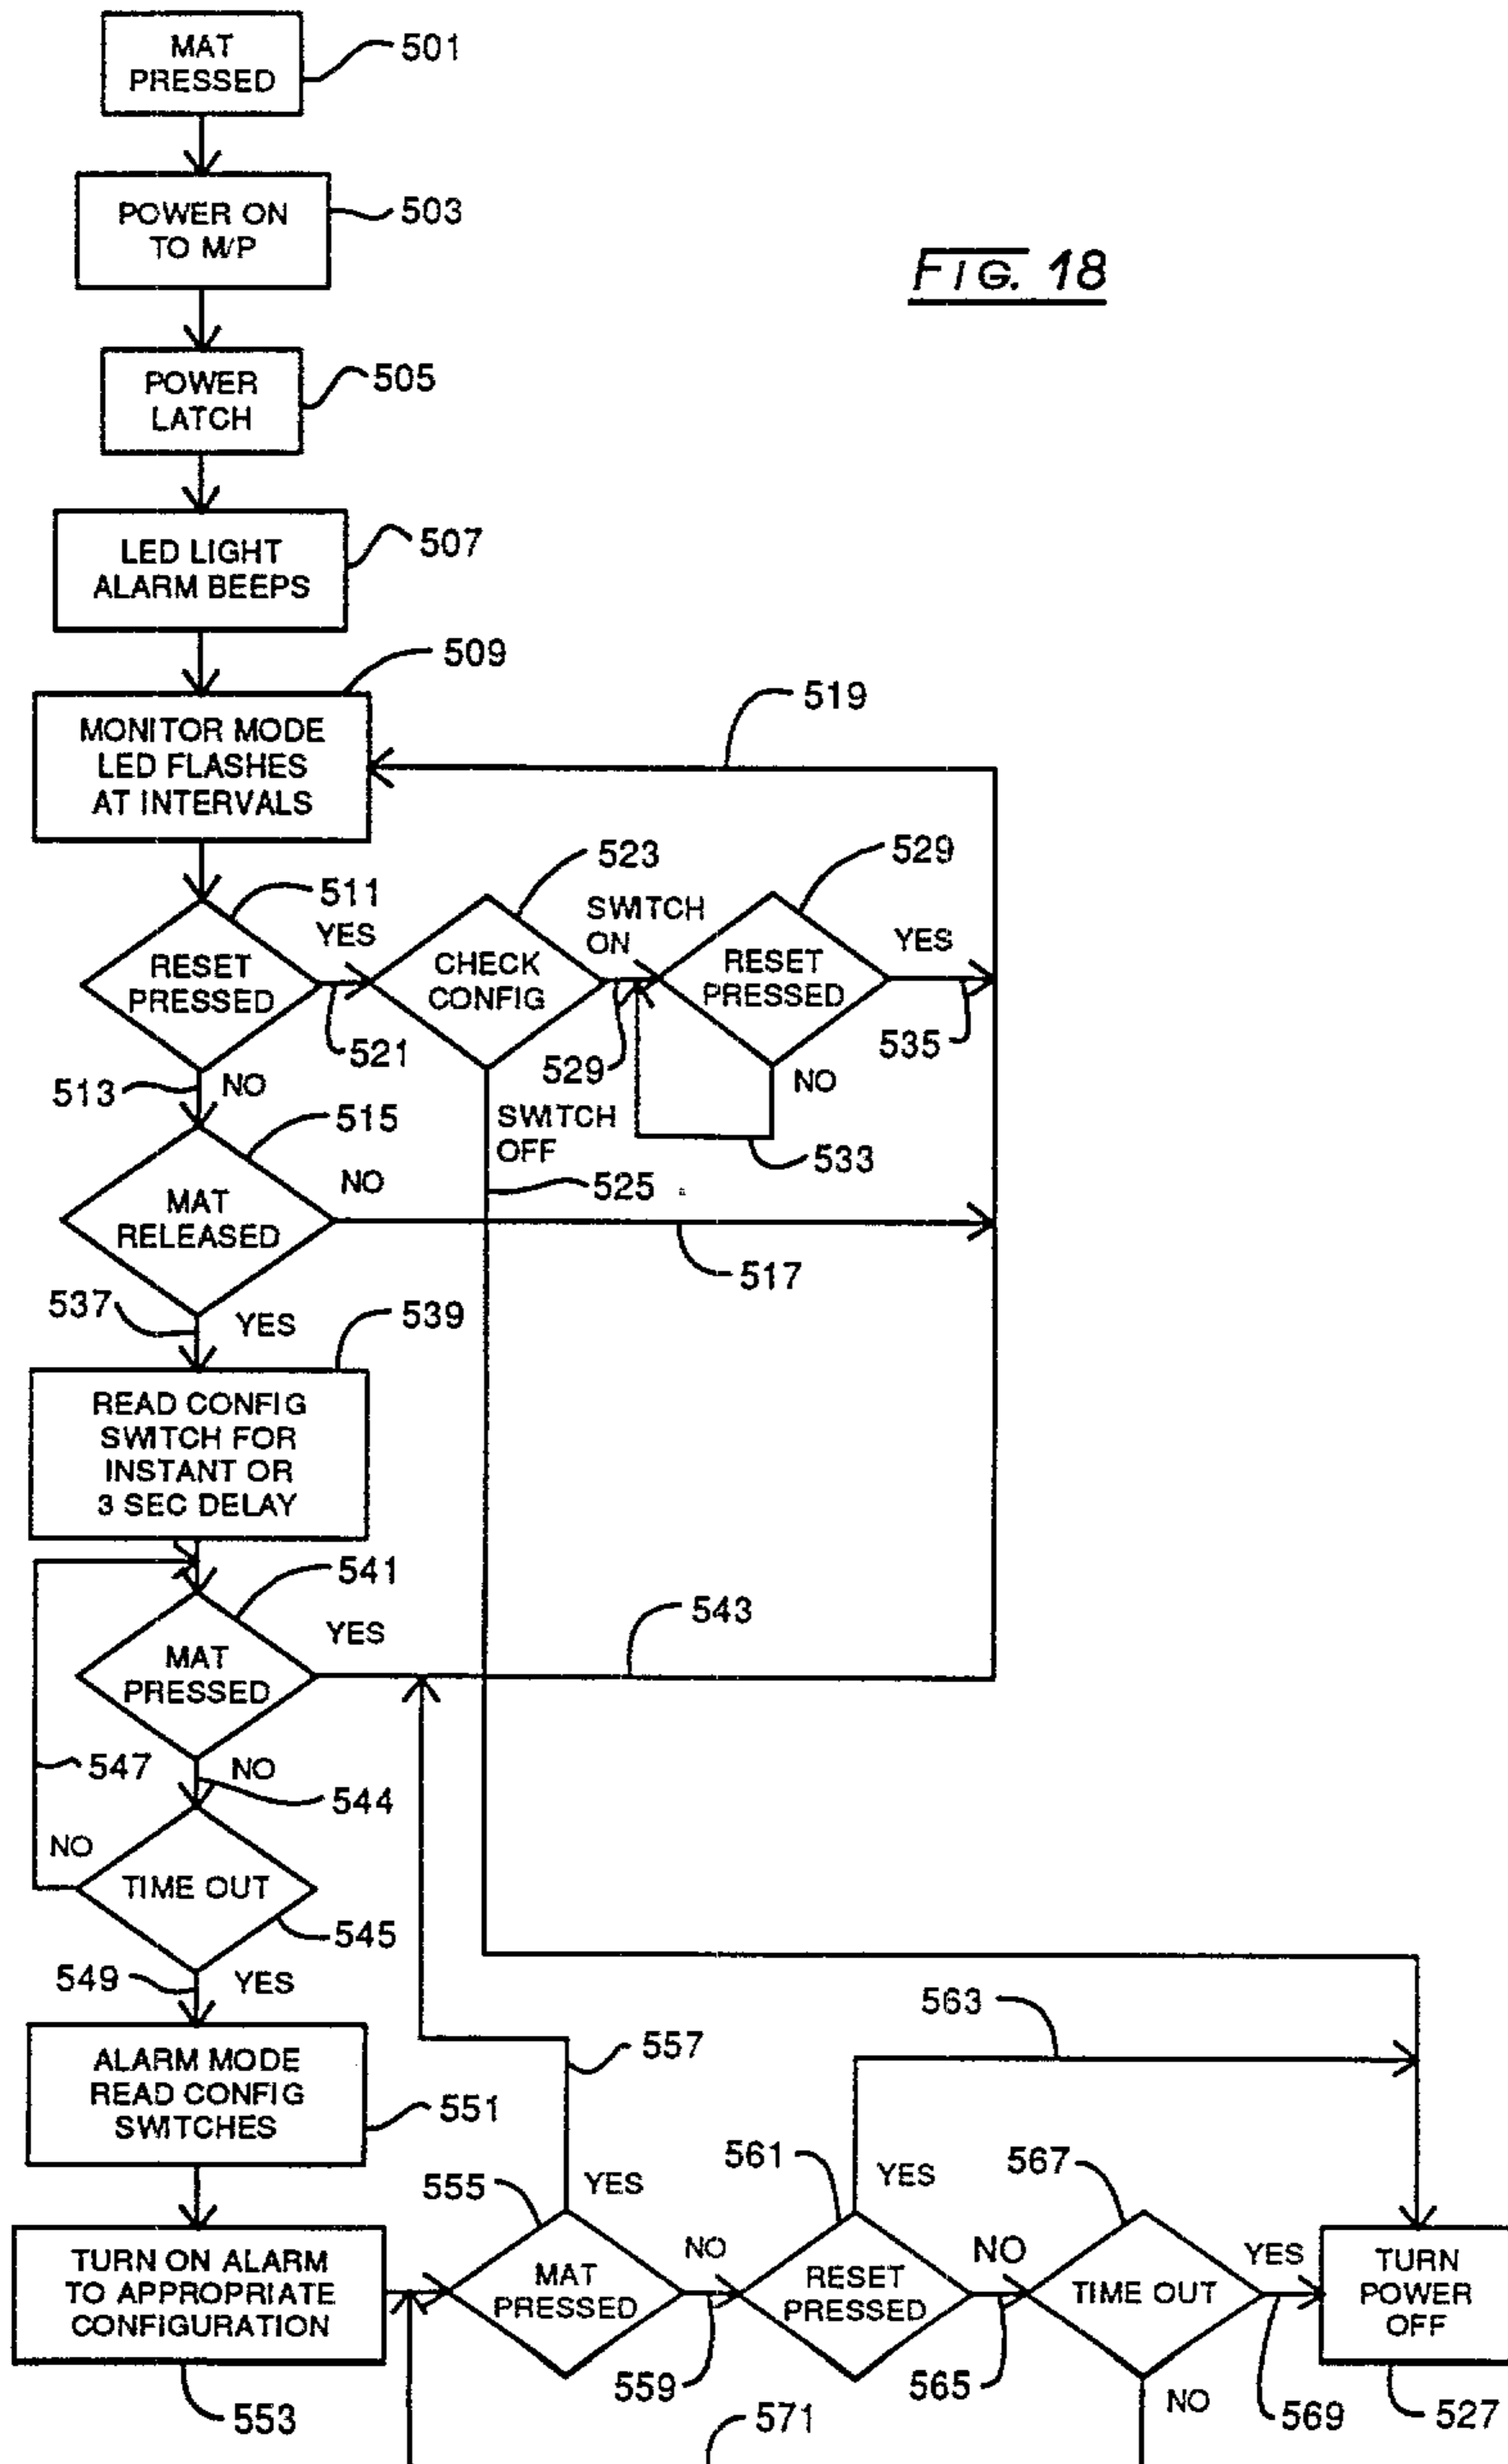 MAT
PRESSED
501
POWER ON
TO M/P
503
FIG. 18
POWER
LATCH
505
LED LIGHT
ALARM BEEPS
507
509
MONITOR MODE
LED FLASHES
AT INTERVALS
519
511
RESET
PRESSED
YES
521
523
CHECK
CONFIG
SWITCH
ON
529
529
RESET
PRESSED
YES
535
NO
533
513
NO
SWITCH
OFF
525
515
MAT
RELEASED
NO
517
537
YES
539
READ CONFIG
SWITCH FOR
INSTANT OR
3 SEC DELAY
541
MAT
PRESSED
YES
543
547
NO
544
NO
TIME OUT
545
549
YES
ALARM MODE
READ CONFIG
SWITCHES
551
557
563
TURN ON ALARM
TO APPROPRIATE
CONFIGURATION
553
555
YES
MAT
PRESSED
NO
559
561
YES
RESET
PRESSED
NO
565
567
TIME OUT
YES
569
NO
571
TURN
POWER
OFF
527